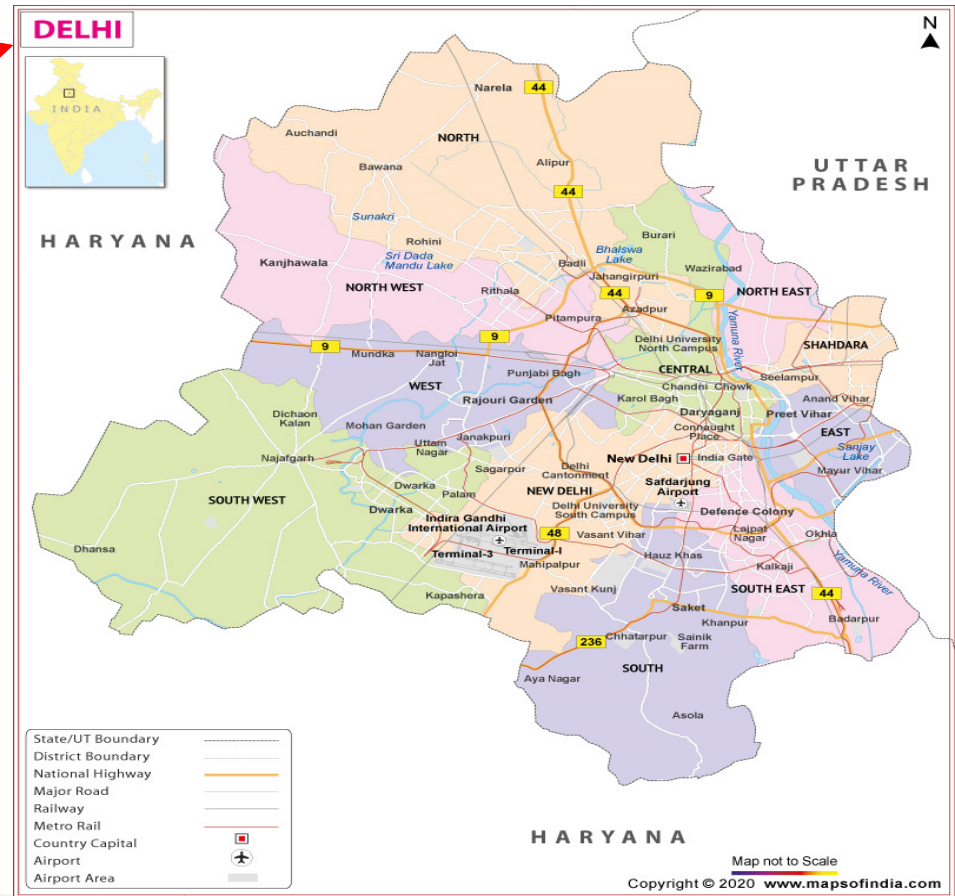 DELHI
N
INDIA
Narela
44
Auchandi
NORTH
Bawana
Alipur
UTTAR
PRADESH
44
Sunakri
HARYANA
Rohini
Burari
Kanjhawala
Sri Dada
Mandu Lake
Badli
Bhalswa
Lake
Wazirabad
Jahangirpuri
NORTH WEST
Rithala
44
9
NORTH EAST
Azadpur
Pitampura
Yamuna River
9
9
Delhi University
North Campus
SHAHDARA
Mundka
Nangloi
Jat
Punjabi Bagh
CENTRAL
Seelampur
WEST
Chandni Chowk
Rajouri Garden
Karol Bagh
Anand Vihar
Dichaon
Kalan
Daryaganj
Preet Vihar
Mohan Garden
Connaught
Place
EAST
Uttam
Nagar
Janakpuri
Sanjay
Lake
Najafgarh
New Delhi
India Gate
Sagarpur
Delhi
Cantonment
Mayur Vihar
Dwarka
Safdarjung
Airport
SOUTH WEST
Palam
NEW DELHI
Dwarka
Delhi University
South Campus
Defence Colony
Indira Gandhi
International Airport
48
Vasant Vihar
Lajpat
Nagar
Okhla
Dhansa
Terminal-3
Terminal-I
Hauz Khas
Mahipalpur
Kalkaji
Yamuna River
Kapashera
Vasant Kunj
SOUTH EAST
44
Saket
Khanpur
Badarpur
236
Chhatarpur
Sainik
Farm
SOUTH
Aya Nagar
Asola
State/UT Boundary
District Boundary
National Highway
Major Road
Railway
Metro Rail
Country Capital
Airport
Airport Area
HARYANA
Map not to Scale
Copyright © 2020 www.mapsofindia.com